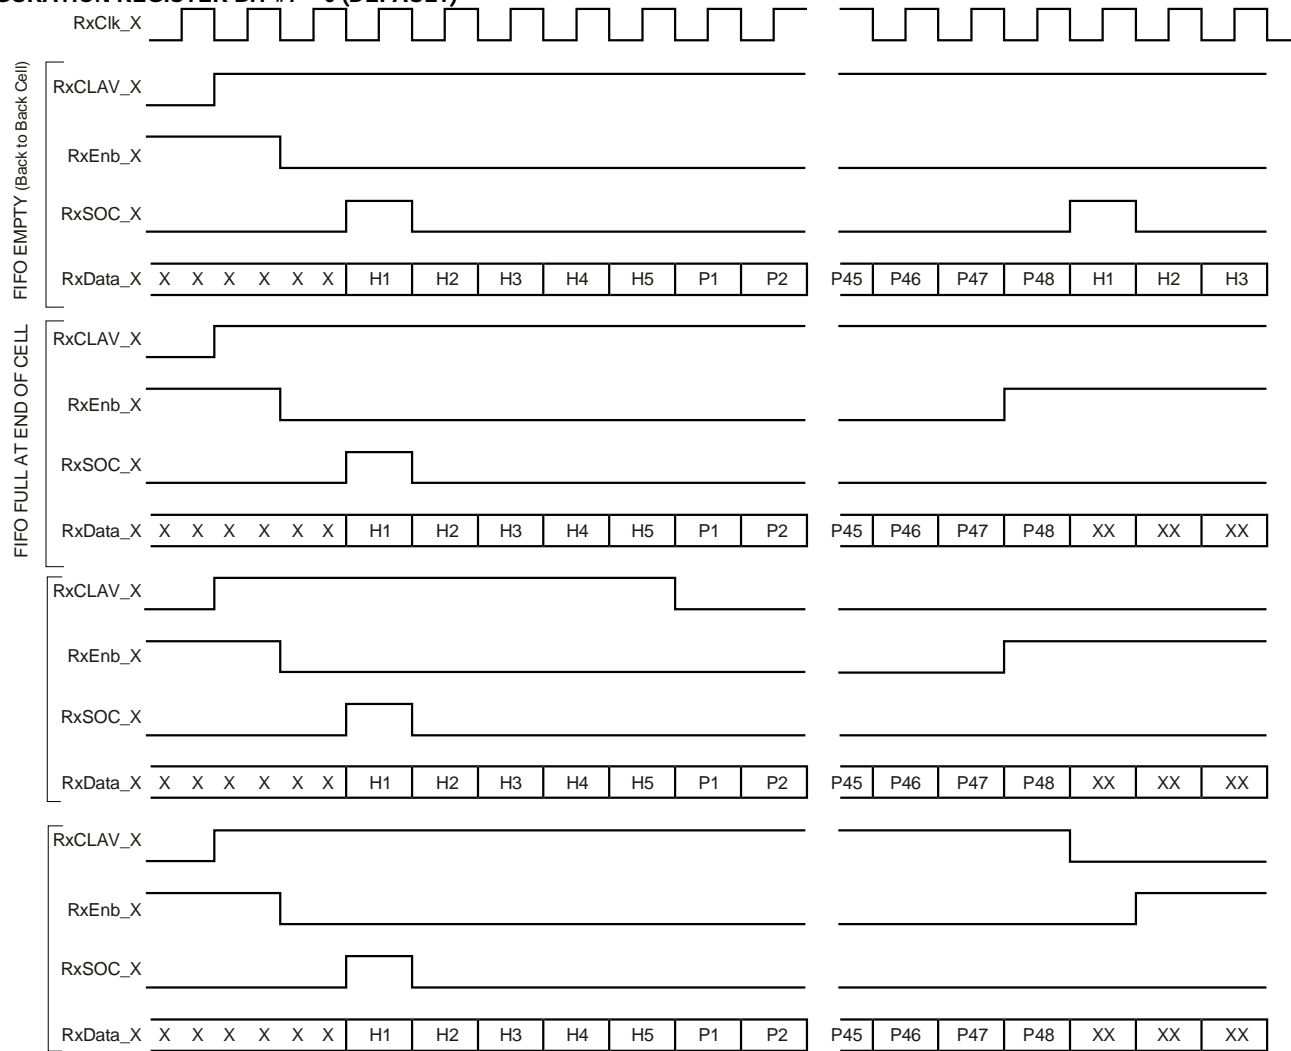 RxClk_X
FIFO EMPTY (Back to Back Cell)
RxCLAV_X
RxEnb_X
RxSOC_X
RxData_X X X X X X X H1 H2 H3 H4 H5 P1 P2 P45 P46 P47 P48 H1 H2 H3
FIFO FULL AT END OF CELL
RxCLAV_X
RxEnb_X
RxSOC_X
RxData_X X X X X X X H1 H2 H3 H4 H5 P1 P2 P45 P46 P47 P48 XX XX XX
RxCLAV_X
RxEnb_X
RxSOC_X
RxData_X X X X X X X H1 H2 H3 H4 H5 P1 P2 P45 P46 P47 P48 XX XX XX
RxCLAV_X
RxEnb_X
RxSOC_X
RxData_X X X X X X X H1 H2 H3 H4 H5 P1 P2 P45 P46 P47 P48 XX XX XX